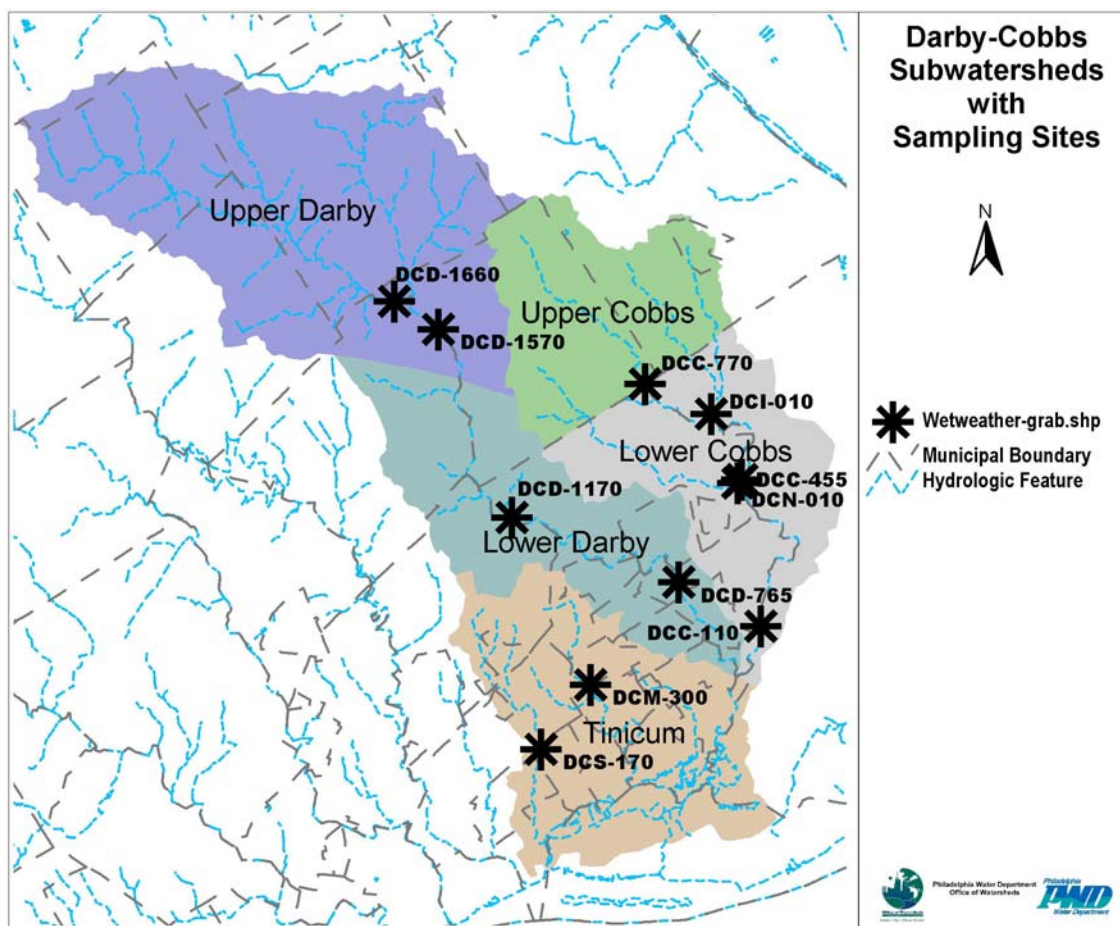 Darby-Cobbs
Subwatersheds
with
Sampling Sites
N
Upper Darby
DCD-1660
DCD-1570
Upper Cobbs
DCC-770
DCI-010
Lower Cobbs
DCC-455
DCN-010
DCD-1170
Lower Darby
DCD-765
DCC-110
DCM-300
Tinicum
DCS-170
Wetweather-grab.shp
Municipal Boundary
Hydrologic Feature
Philadelphia Water Department
Office of Watersheds
Philadelphia
PWD
Water Department